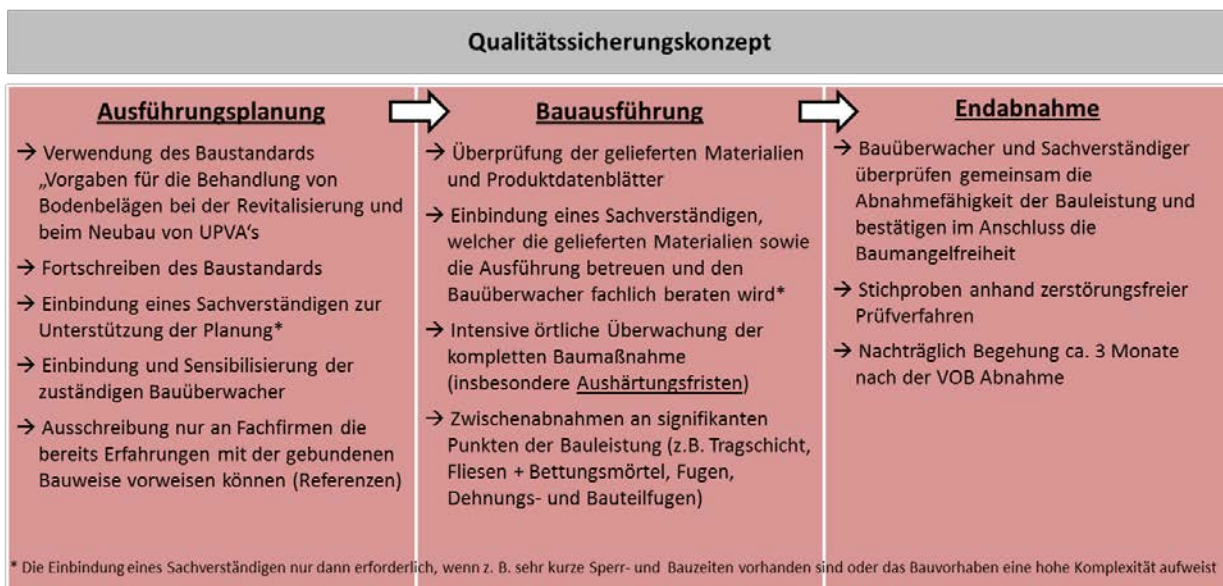 Qualitätssicherungskonzept
Ausführungsplanung
→ Verwendung des Baustandards
„Vorgaben für die Behandlung von
Bodenbelägen bei der Revitalisierung und
beim Neubau von UPVA‘s
→ Fortschreiben des Baustandards
→ Einbindung eines Sachverständigen zur
Unterstützung der Planung*
→ Einbindung und Sensibilisierung der
zuständigen Bauüberwacher
→ Ausschreibung nur an Fachfirmen die
bereits Erfahrungen mit der gebundenen
Bauweise vorweisen können (Referenzen)
Bauausführung
→ Überprüfung der gelieferten Materialien
und Produktdatenblätter
→ Einbindung eines Sachverständigen,
welcher die gelieferten Materialien sowie
die Ausführung betreuen und den
Bauüberwacher fachlich beraten wird*
→ Intensive örtliche Überwachung der
kompletten Baumaßnahme
(insbesondere Aushärtungsfristen)
→ Zwischenabnahmen an signifikanten
Punkten der Bauleistung (z.B. Tragschicht,
Fliesen + Bettungsmörtel, Fugen,
Dehnungs- und Bauteilfugen)
Endabnahme
→ Bauüberwacher und Sachverständiger
überprüfen gemeinsam die
Abnahmefähigkeit der Bauleistung und
bestätigen im Anschluss die
Baumangelfreiheit
→ Stichproben anhand zerstörungsfreier
Prüfverfahren
→ Nachträglich Begehung ca. 3 Monate
nach der VOB Abnahme
* Die Einbindung eines Sachverständigen nur dann erforderlich, wenn z. B. sehr kurze Sperr- und Bauzeiten vorhanden sind oder das Bauvorhaben eine hohe Komplexität aufweist